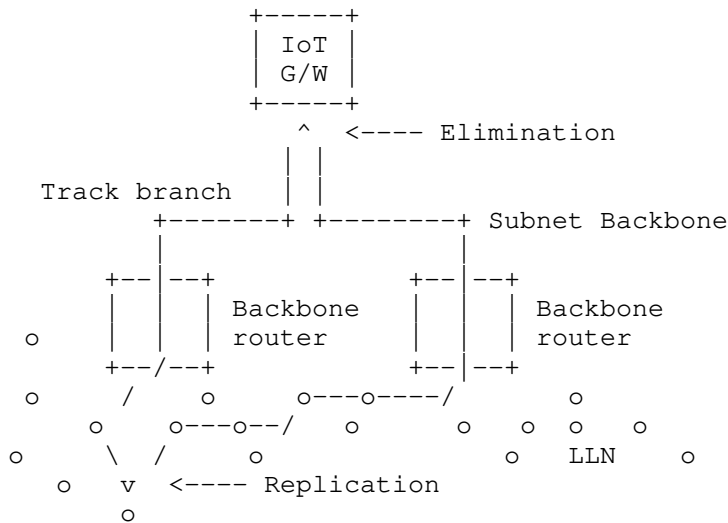 IoT
G/W
<---- Elimination
Track branch
Subnet Backbone
Backbone Backbone
router router
LLN
<---- Replication